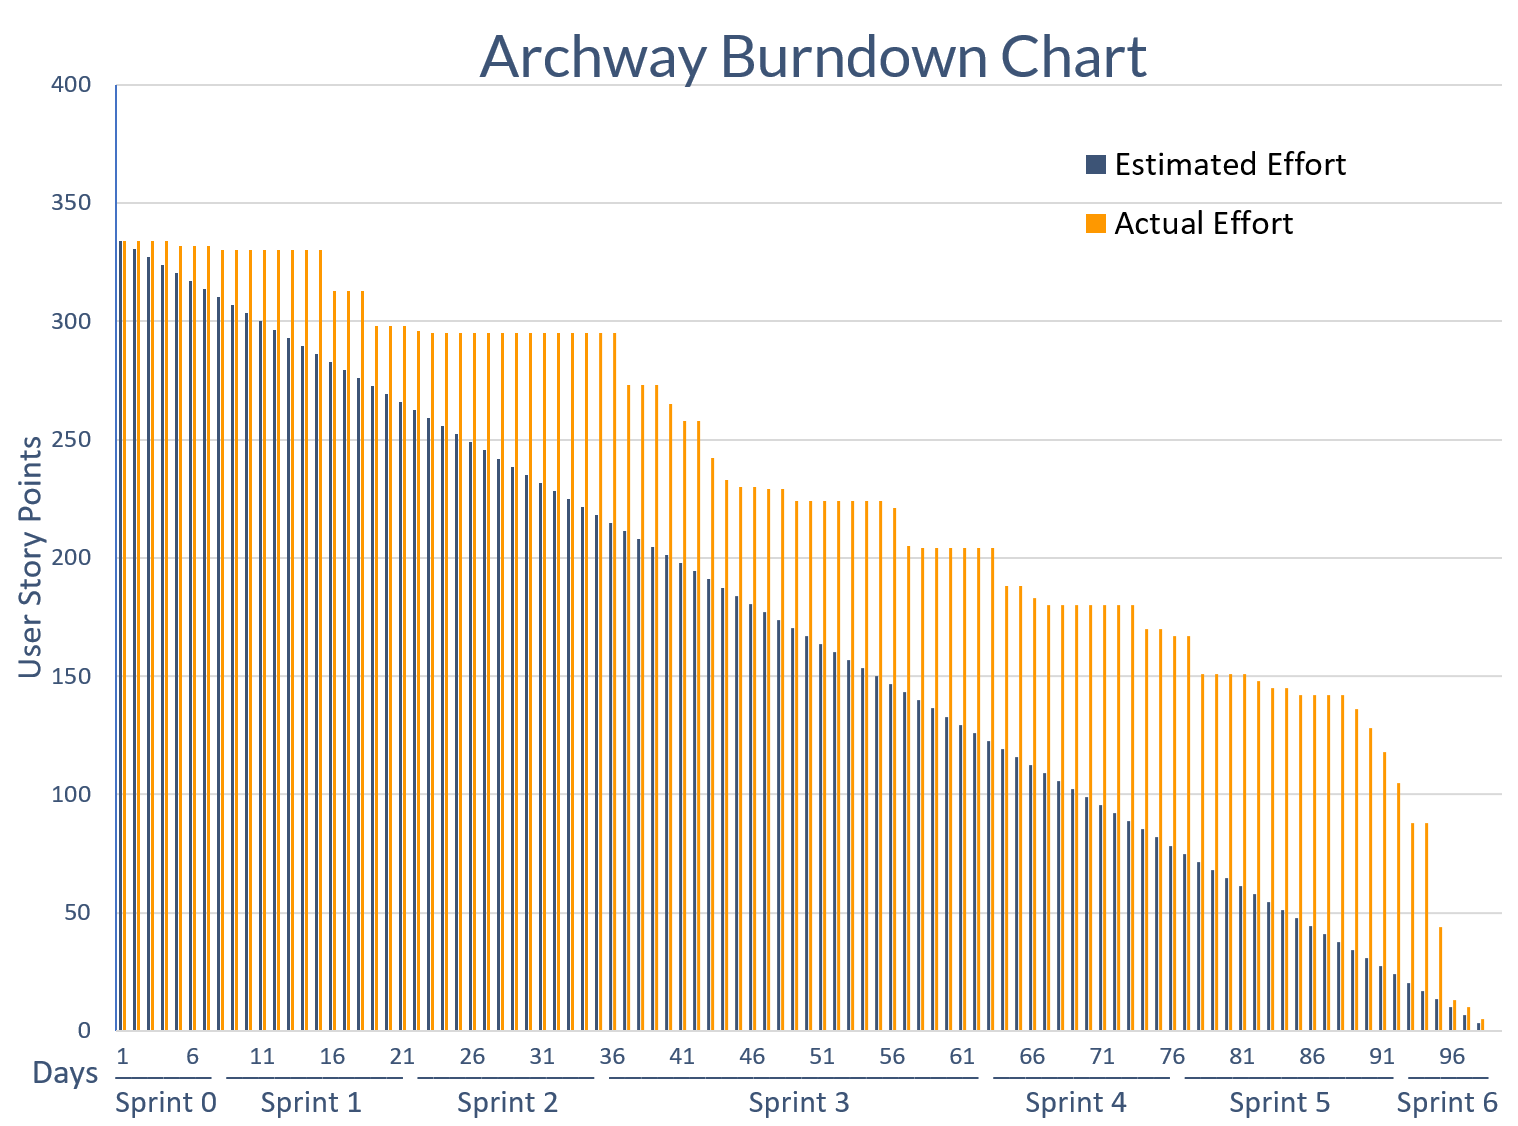 Archway Burndown Chart
400
350
300
250
200
150
100
50
0
User Story Points
Estimated Effort
Actual Effort
1 6 11 16 21 26 31 36 41 46 51 56 61 66 71 76 81 86 91 96
Days
Sprint 0 Sprint 1 Sprint 2 Sprint 3 Sprint 4 Sprint 5 Sprint 6